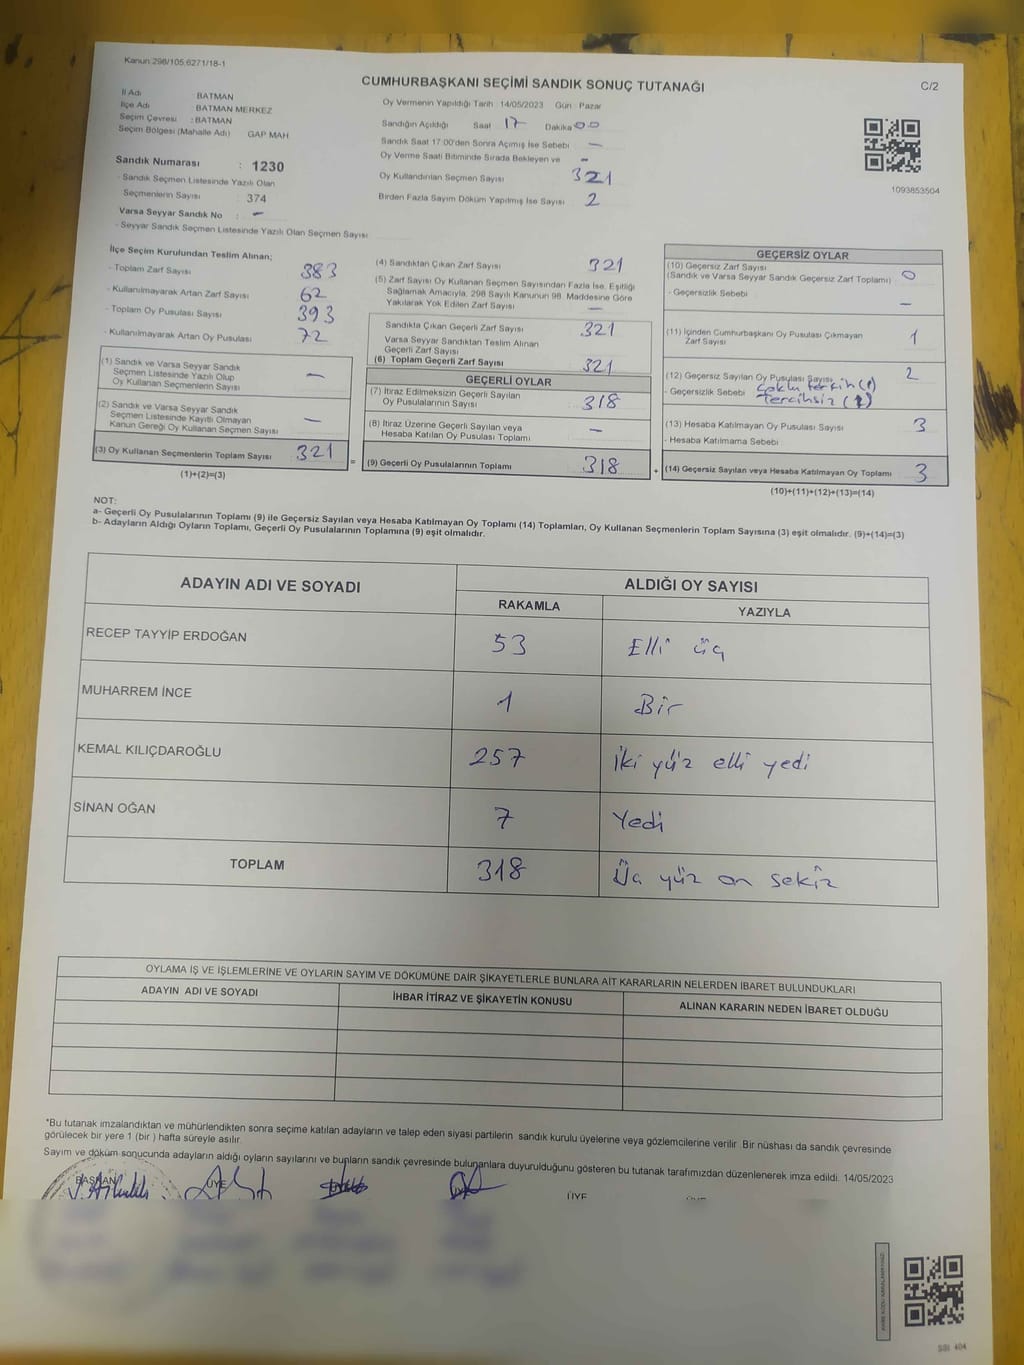 Kanun:298/105,6271/18-1
CUMHURBAŞKANI SEÇİMİ SANDIK SONUÇ TUTANAĞI
C/2
İl Adı : BATMAN
İlçe Adı : BATMAN MERKEZ
Seçim Çevresi : BATMAN
Seçim Bölgesi (Mahalle Adı) GAP MAH
Sandık Numarası : 1230
- Sandık Seçmen Listesinde Yazılı Olan
Seçmenlerin Sayısı : 374
Varsa Seyyar Sandık No : -
- Seyyar Sandık Seçmen Listesinde Yazılı Olan Seçmen Sayısı
Oy Vermenin Yapıldığı Tarih : 14/05/2023 Gün : Pazar
Sandığın Açıldığı Saat 17 Dakika 00
Sandık Saat 17:00'den Sonra Açımış İse Sebebi -
Oy Verme Saati Bitiminde Sırada Bekleyen ve -
Oy Kullandırılan Seçmen Sayısı 321
Birden Fazla Sayım Döküm Yapılmış İse Sayısı 2
1093853504
İlçe Seçim Kurulundan Teslim Alınan;
- Toplam Zarf Sayısı 383
- Kullanılmayarak Artan Zarf Sayısı 62
- Toplam Oy Pusulası Sayısı 393
- Kullanılmayarak Artan Oy Pusulası 72
(1) Sandık ve Varsa Seyyar Sandık
Seçmen Listesinde Yazılı Olup
Oy Kullanan Seçmenlerin Sayısı -
(2) Sandık ve Varsa Seyyar Sandık
Seçmen Listesinde Kayıtlı Olmayan
Kanun Gereği Oy Kullanan Seçmen Sayısı -
(3) Oy Kullanan Seçmenlerin Toplam Sayısı 321
(1)+(2)=(3)
=
(4) Sandıktan Çıkan Zarf Sayısı 321
(5) Zarf Sayısı Oy Kullanan Seçmen Sayısından Fazla İse, Eşitliği
Sağlamak Amacıyla, 298 Sayılı Kanunun 98. Maddesine Göre
Yakılarak Yok Edilen Zarf Sayısı -
Sandıkta Çıkan Geçerli Zarf Sayısı 321
Varsa Seyyar Sandıktan Teslim Alınan
Geçerli Zarf Sayısı
(6) Toplam Geçerli Zarf Sayısı 321
GEÇERLİ OYLAR
(7) İtiraz Edilmeksizin Geçerli Sayılan
Oy Pusulalarının Sayısı 318
(8) İtiraz Üzerine Geçerli Sayılan veya
Hesaba Katılan Oy Pusulası Toplamı -
(9) Geçerli Oy Pusulalarının Toplamı 318
+
GEÇERSİZ OYLAR
(10) Geçersiz Zarf Sayısı
(Sandık ve Varsa Seyyar Sandık Geçersiz Zarf Toplamı) 0
- Geçersizlik Sebebi -
(11) İçinden Cumhurbaşkanı Oy Pusulası Çıkmayan
Zarf Sayısı 1
(12) Geçersiz Sayılan Oy Pusulası Sayısı 2
- Geçersizlik Sebebi Çoklu tercih (1)
Tercihsiz (1)
(13) Hesaba Katılmayan Oy Pusulası Sayısı 3
- Hesaba Katılmama Sebebi
(14) Geçersiz Sayılan veya Hesaba Katılmayan Oy Toplamı 3
(10)+(11)+(12)+(13)=(14)
NOT:
a- Geçerli Oy Pusulalarının Toplamı (9) ile Geçersiz Sayılan veya Hesaba Katılmayan Oy Toplamı (14) Toplamları, Oy Kullanan Seçmenlerin Toplam Sayısına (3) eşit olmalıdır. (9)+(14)=(3)
b- Adayların Aldığı Oyların Toplamı, Geçerli Oy Pusulalarının Toplamına (9) eşit olmalıdır.
ADAYIN ADI VE SOYADI ALDIĞI OY SAYISI
RAKAMLA YAZIYLA
RECEP TAYYİP ERDOĞAN 53 Elli üç
MUHARREM İNCE 1 Bir
KEMAL KILIÇDAROĞLU 257 iki yüz elli yedi
SİNAN OĞAN 7 Yedi
TOPLAM 318 Üç yüz on sekiz
OYLAMA İŞ VE İŞLEMLERİNE VE OYLARIN SAYIM VE DÖKÜMÜNE DAİR ŞİKAYETLERLE BUNLARA AİT KARARLARIN NELERDEN İBARET BULUNDUKLARI
ADAYIN ADI VE SOYADI İHBAR İTİRAZ VE ŞİKAYETİN KONUSU ALINAN KARARIN NEDEN İBARET OLDUĞU
*Bu tutanak imzalandıktan ve mühürlendikten sonra seçime katılan adayların ve talep eden siyasi partilerin sandık kurulu üyelerine veya gözlemcilerine verilir. Bir nüshası da sandık çevresinde
görülecek bir yere 1 (bir ) hafta süreyle asılır.
Sayım ve döküm sonucunda adayların aldığı oyların sayılarını ve bunların sandık çevresinde bulunanlara duyurulduğunu gösteren bu tutanak tarafımızdan düzenlenerek imza edildi. 14/05/2023
BAŞKAN ÜYE ÜYE ÜYE ÜYE
SSI 404